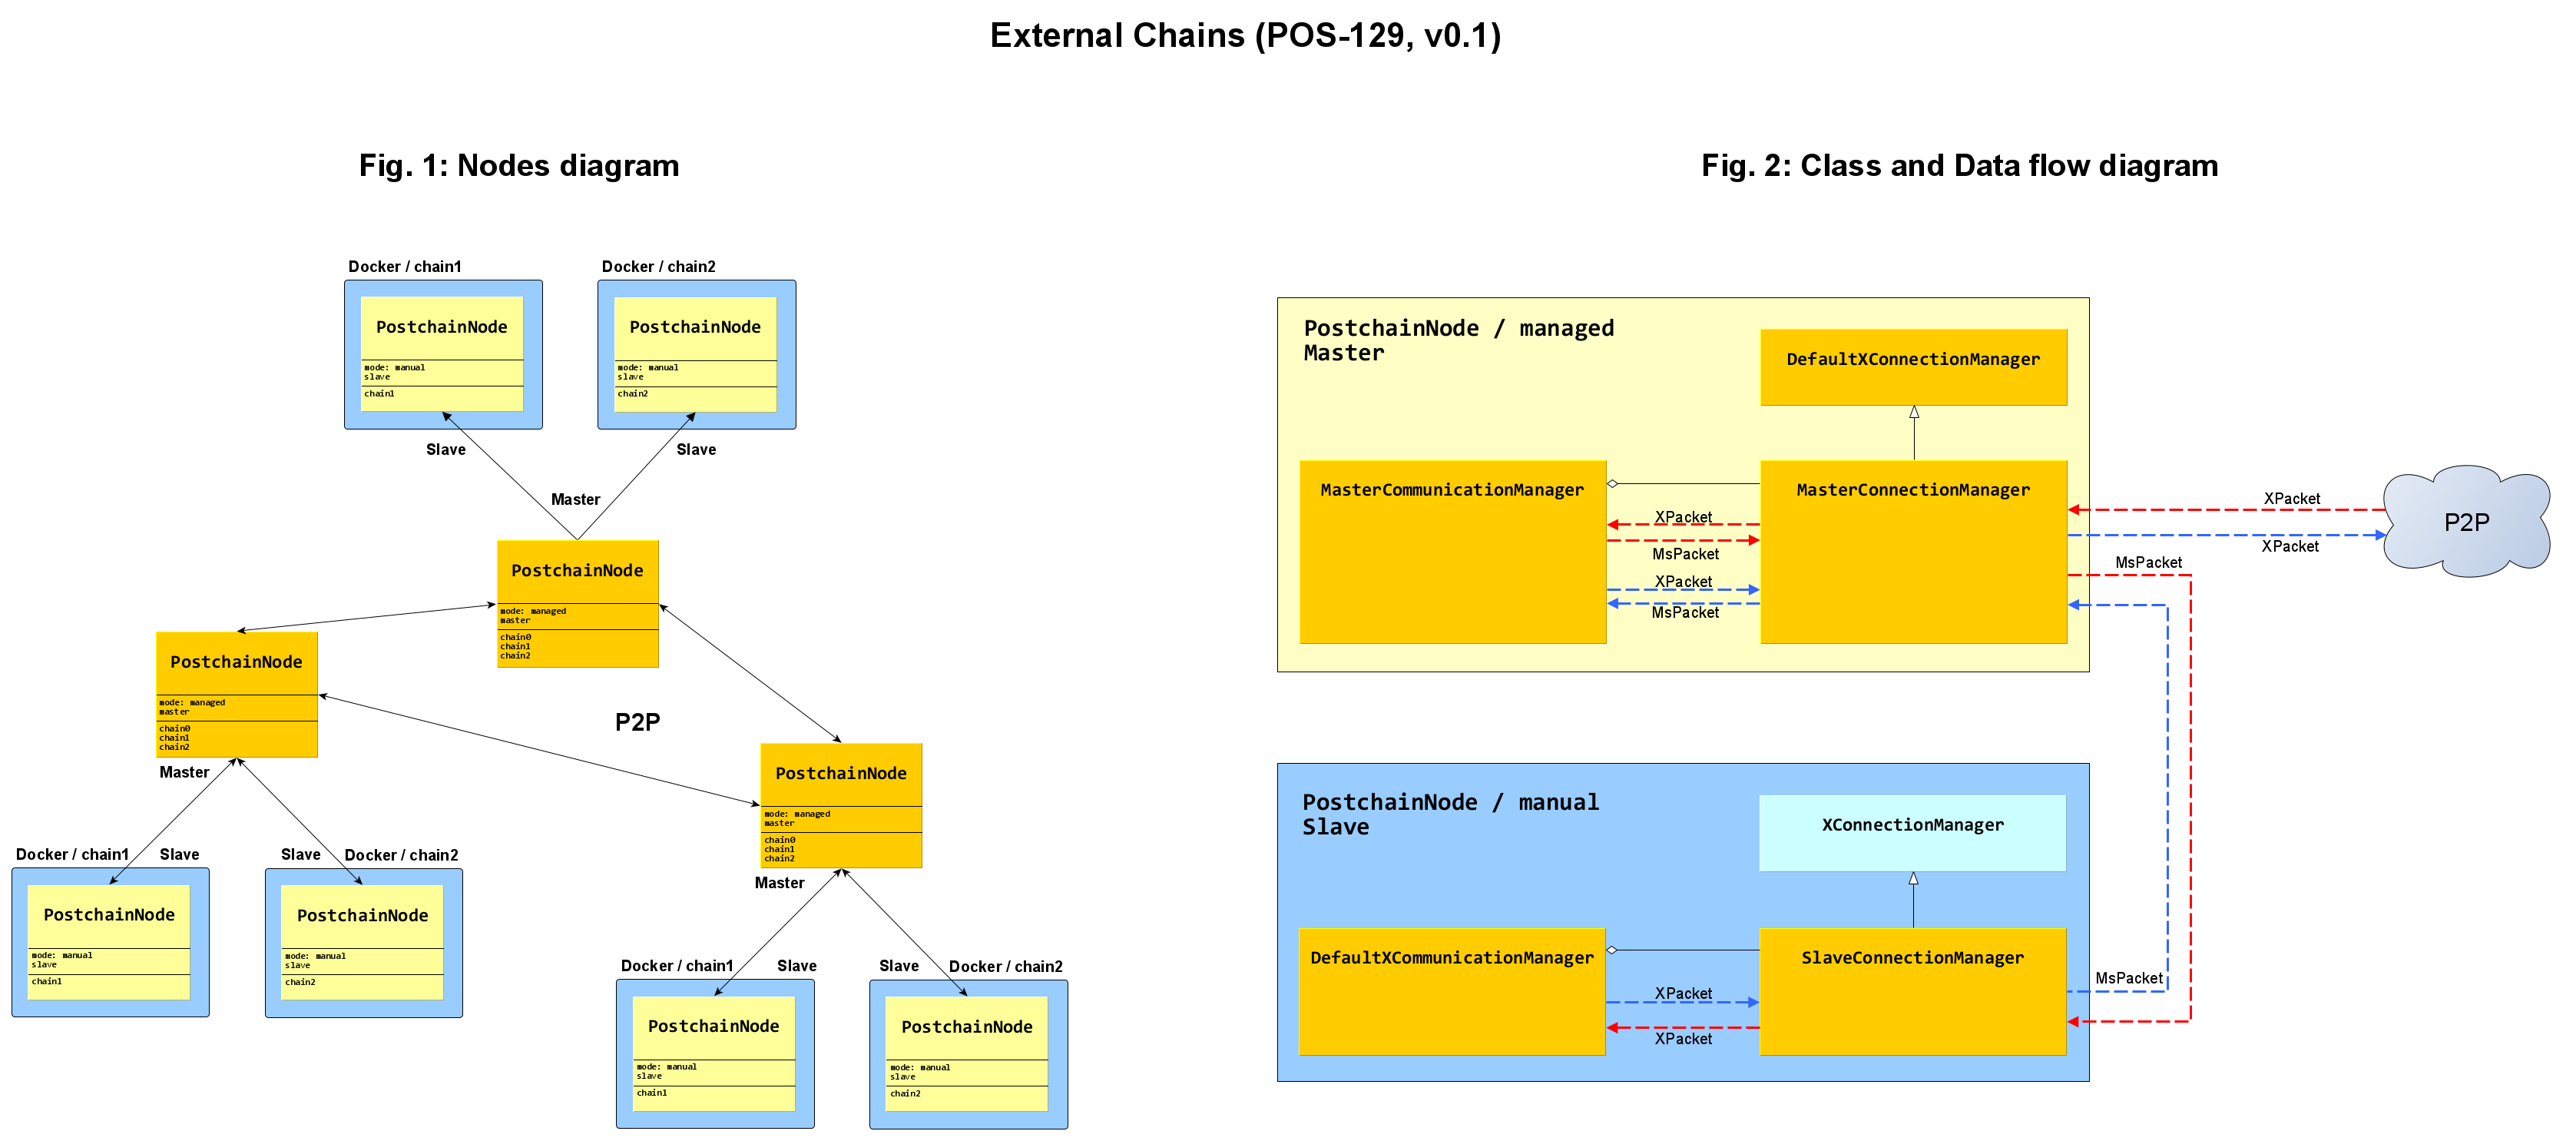 External Chains (POS-129, v0.1)
Fig. 1: Nodes diagram
Docker / chain1
PostchainNode
mode: manual
slave
chain1
Docker / chain2
PostchainNode
mode: manual
slave
chain2
Slave
Slave
Master
PostchainNode
mode: managed
master
chain0
chain1
chain2
PostchainNode
mode: managed
master
chain0
chain1
chain2
Master
P2P
PostchainNode
mode: managed
master
chain0
chain1
chain2
Master
Docker / chain1
Slave
PostchainNode
mode: manual
slave
chain1
Slave
Docker / chain2
PostchainNode
mode: manual
slave
chain2
Docker / chain1
Slave
PostchainNode
mode: manual
slave
chain1
Slave
Docker / chain2
PostchainNode
mode: manual
slave
chain2
Fig. 2: Class and Data flow diagram
PostchainNode / managed
Master
DefaultXConnectionManager
MasterCommunicationManager
MasterConnectionManager
XPacket
MsPacket
XPacket
MsPacket
XPacket
XPacket
P2P
MsPacket
PostchainNode / manual
Slave
XConnectionManager
DefaultXCommunicationManager
SlaveConnectionManager
XPacket
XPacket
MsPacket